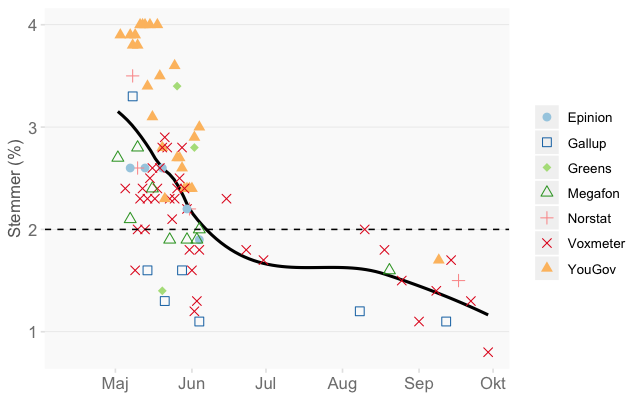 Stemmer (%)
4
3
2
1
Maj Jun Jul Aug Sep Okt
Epinion
Gallup
Greens
Megafon
Norstat
Voxmeter
YouGov